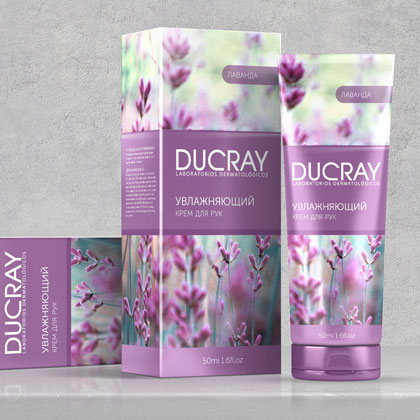 ЛАВАНДА
DUCRAY
LABORATORIOS DERMATOLÓGICOS
УВЛАЖНЯЮЩИЙ
КРЕМ ДЛЯ РУК
50ml 1.6fl.oz
ЛАВАНДА
DUCRAY
LABORATORIOS DERMATOLÓGICOS
УВЛАЖНЯЮЩИЙ
КРЕМ ДЛЯ РУК
50ml 1.6fl.oz
DUCRAY
LABORATORIOS DERMATOLÓGICOS
УВЛАЖНЯЮЩИЙ
КРЕМ ДЛЯ РУК